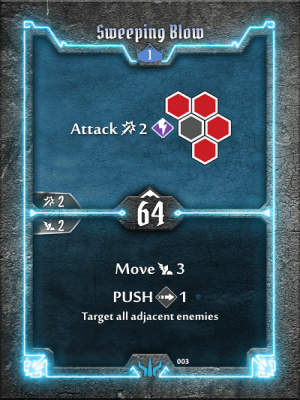 Sweeping Blow
1
Attack 2
2
64
2
Move 3
PUSH 1
Target all adjacent enemies
003